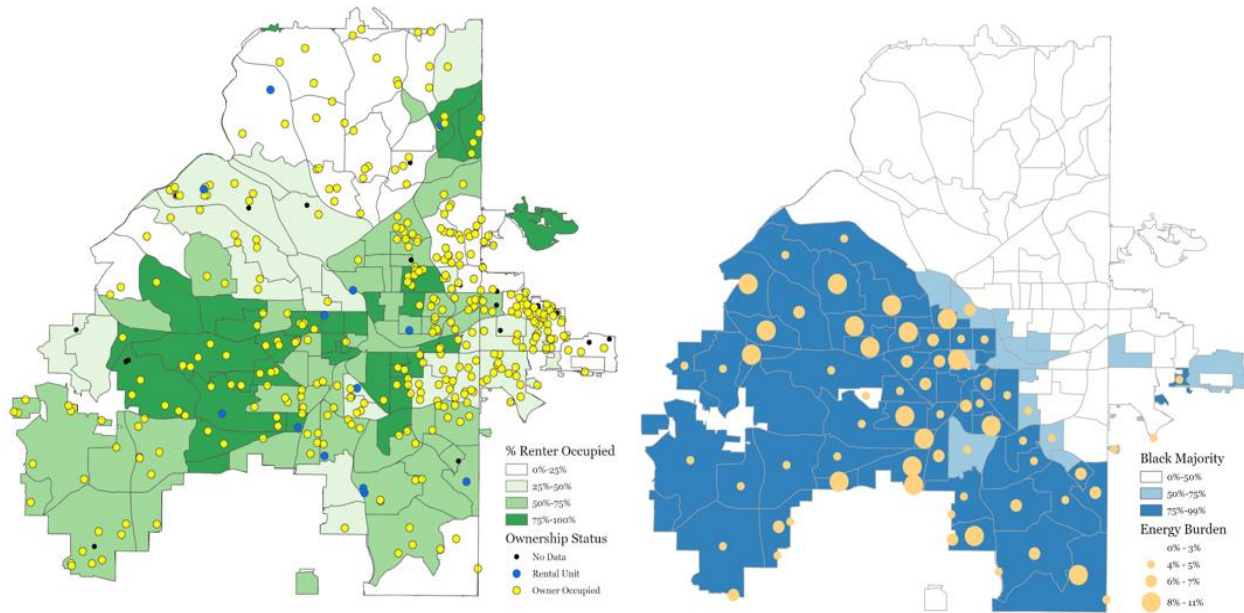 % Renter Occupied
0%-25%
25%-50%
50%-75%
75%-100%
Ownership Status
No Data
Rental Unit
Owner Occupied
Black Majority
0%-50%
50%-75%
75%-99%
Energy Burden
0% - 3%
4% - 5%
6% - 7%
8% - 11%